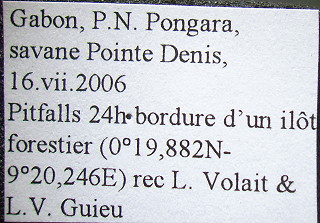 Gabon, P.N. Pongara,
savane Pointe Denis,
16.vii.2006
Pitfalls 24h•bordure d'un ilôt
forestier (0°19,882N-
9°20,246E) rec L. Volait &
L.V. Guieu